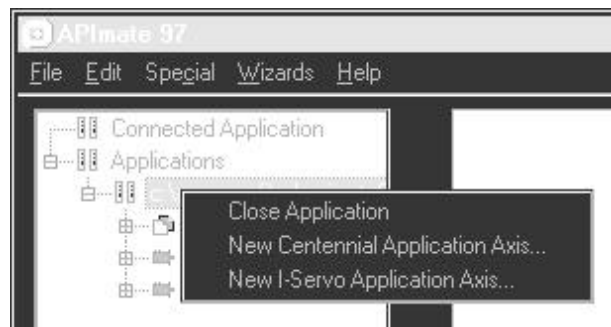 APImate 97
File Edit Special Wizards Help
Connected Application
Applications
Close Application
New Centennial Application Axis...
New I-Servo Application Axis...